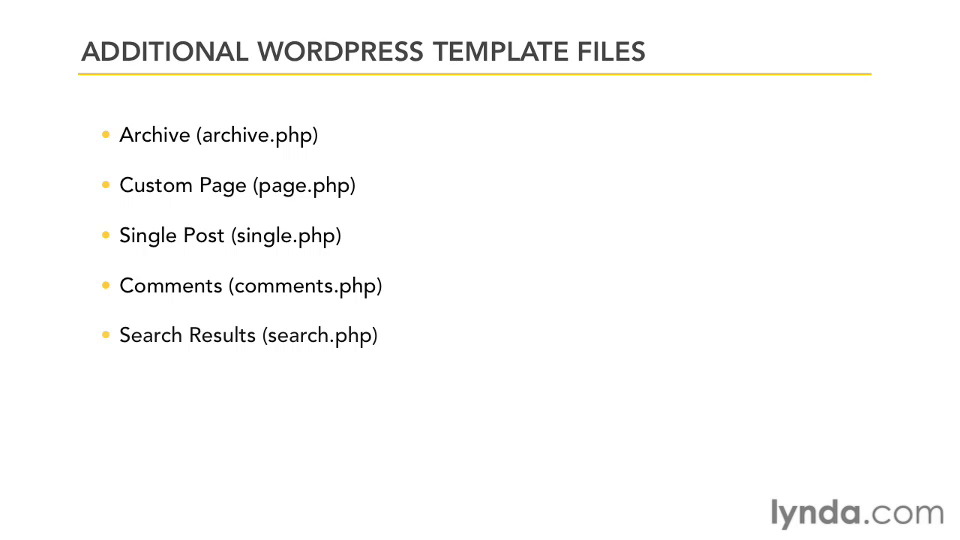 ADDITIONAL WORDPRESS TEMPLATE FILES
• Archive (archive.php)
• Custom Page (page.php)
• Single Post (single.php)
• Comments (comments.php)
• Search Results (search.php)
lynda.com